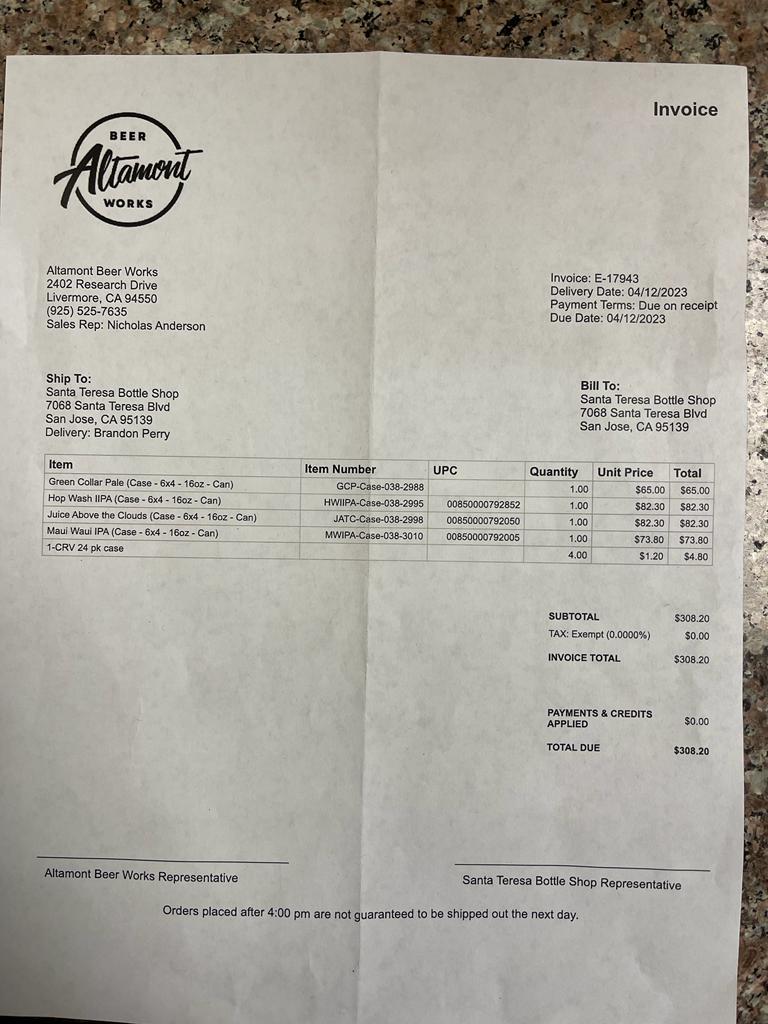 BEER
Altamont
WORKS
Invoice
Altamont Beer Works
2402 Research Drive
Livermore, CA 94550
(925) 525-7635
Sales Rep: Nicholas Anderson
Invoice: E-17943
Delivery Date: 04/12/2023
Payment Terms: Due on receipt
Due Date: 04/12/2023
Ship To:
Santa Teresa Bottle Shop
7068 Santa Teresa Blvd
San Jose, CA 95139
Delivery: Brandon Perry
Bill To:
Santa Teresa Bottle Shop
7068 Santa Teresa Blvd
San Jose, CA 95139
Item Item Number UPC Quantity Unit Price Total
Green Collar Pale (Case - 6x4 - 16oz - Can) GCP-Case-038-2988 1.00 $65.00 $65.00
Hop Wash IIPA (Case - 6x4 - 16oz - Can) HWIIPA-Case-038-2995 00850000792852 1.00 $82.30 $82.30
Juice Above the Clouds (Case - 6x4 - 16oz - Can) JATC-Case-038-2998 00850000792050 1.00 $82.30 $82.30
Maui Waui IPA (Case - 6x4 - 16oz - Can) MWIPA-Case-038-3010 00850000792005 1.00 $73.80 $73.80
1-CRV 24 pk case 4.00 $1.20 $4.80
SUBTOTAL $308.20
TAX: Exempt (0.0000%) $0.00
INVOICE TOTAL $308.20
PAYMENTS & CREDITS
APPLIED $0.00
TOTAL DUE $308.20
Altamont Beer Works Representative
Santa Teresa Bottle Shop Representative
Orders placed after 4:00 pm are not guaranteed to be shipped out the next day.